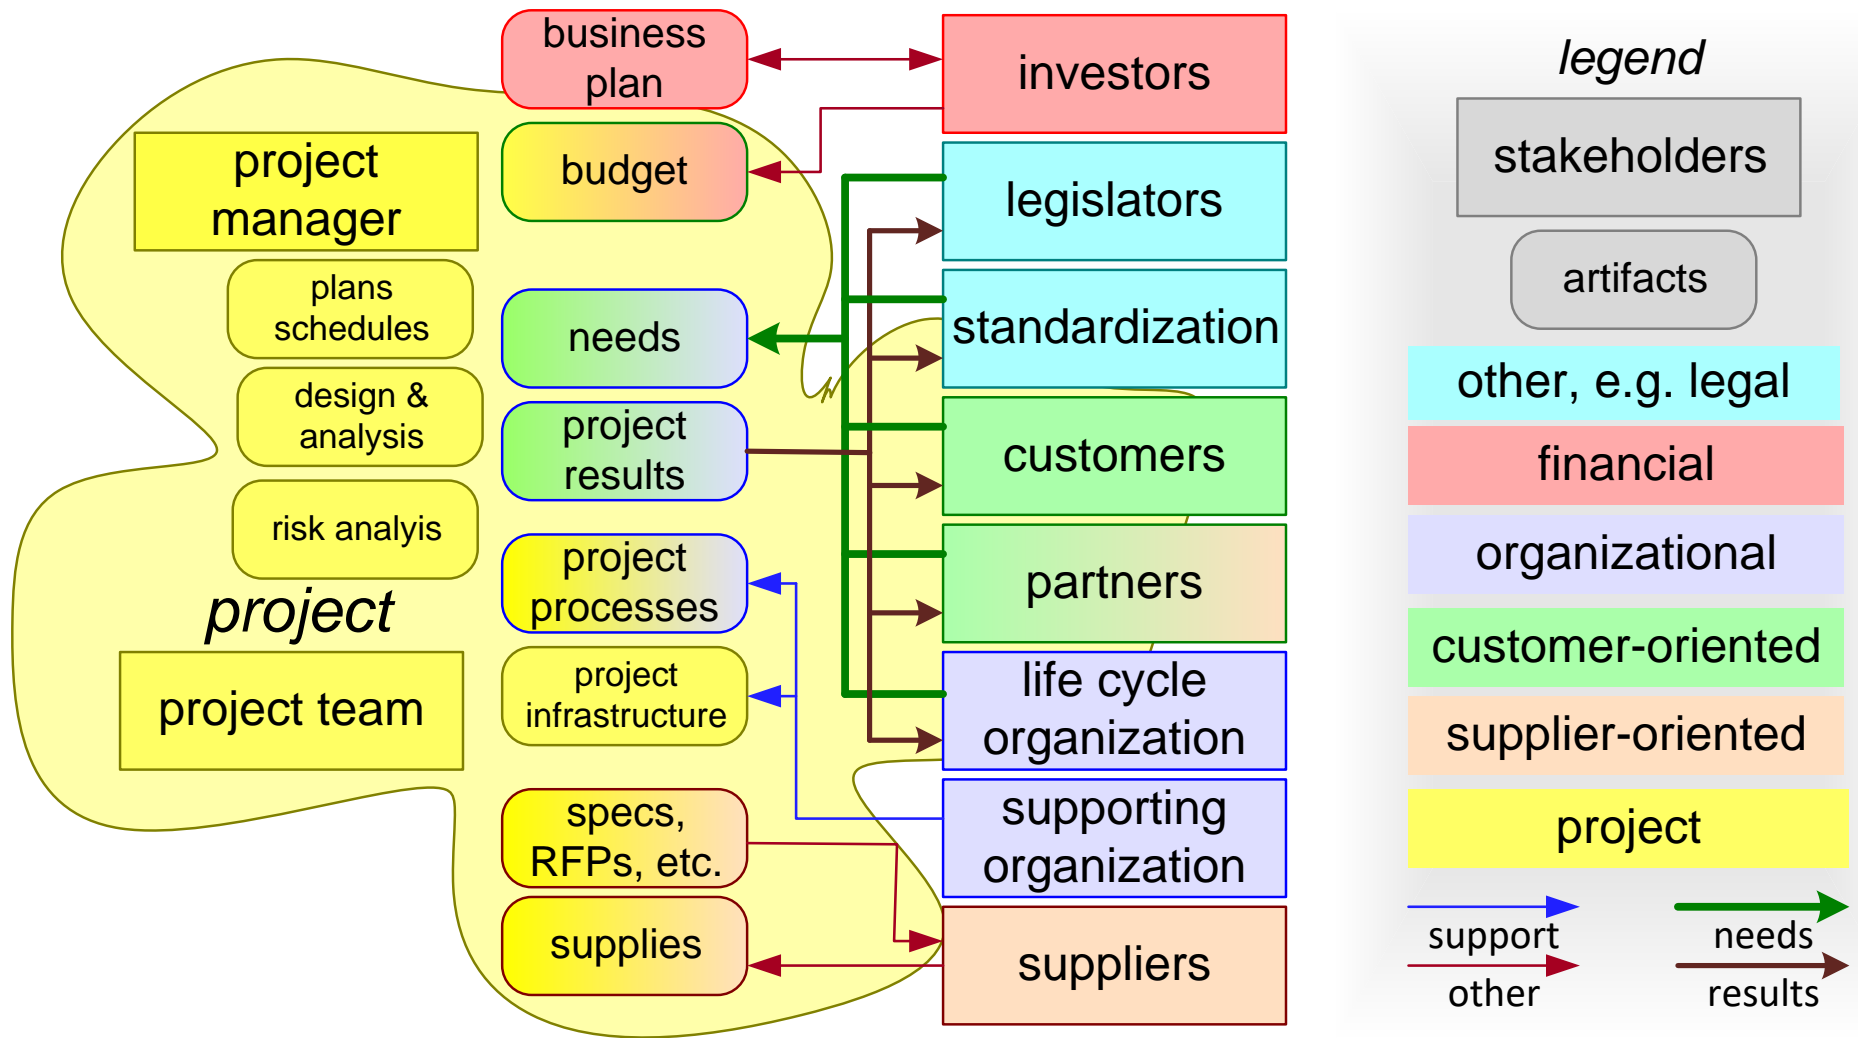 business
plan
investors
project
manager
budget
legislators
plans
schedules
needs
standardization
design &
analysis
project
results
customers
risk analyis
project
processes
partners
project
project team
project
infrastructure
life cycle
organization
specs,
RFPs, etc.
supporting
organization
supplies
suppliers
legend
stakeholders
artifacts
other, e.g. legal
financial
organizational
customer-oriented
supplier-oriented
project
support
needs
other
results